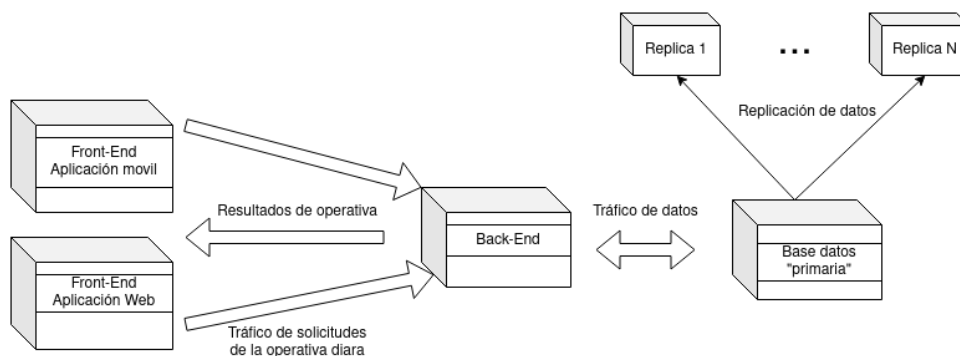 Replica 1
...
Replica N
Replicación de datos
Front-End
Aplicación movil
Resultados de operativa
Back-End
Tráfico de datos
Base datos
"primaria"
Front-End
Aplicación Web
Tráfico de solicitudes
de la operativa diara